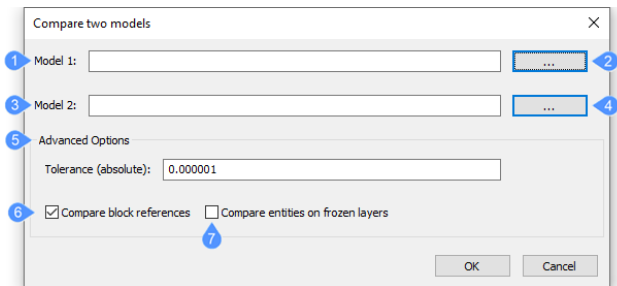 Compare two models
1 Model 1: ... 2
3 Model 2: ... 4
5 Advanced Options
Tolerance (absolute): 0.000001
6 Compare block references Compare entities on frozen layers
7
OK Cancel